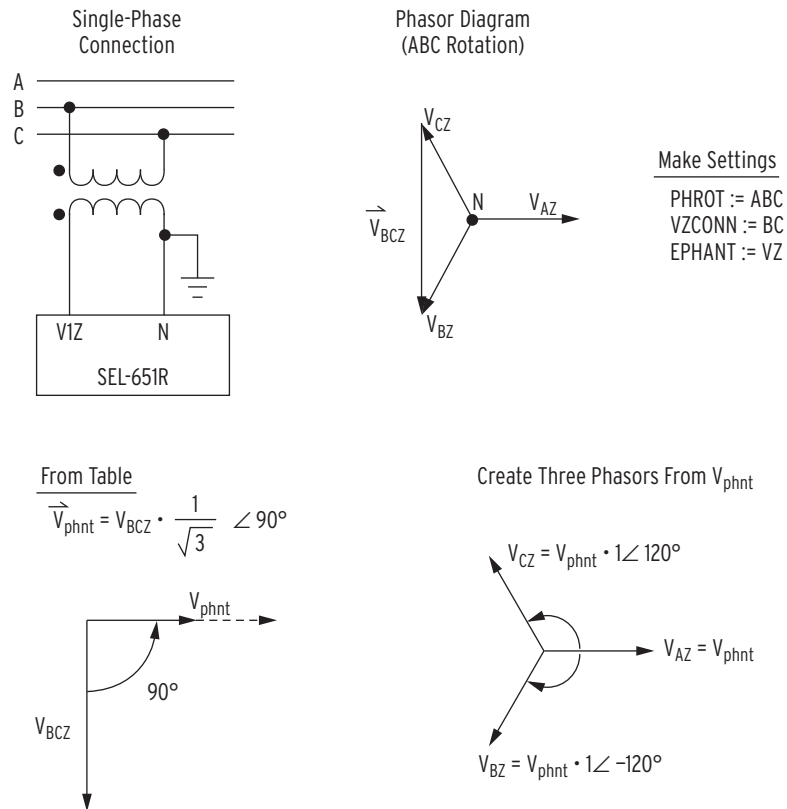 Single-Phase
Connection
A
B
C
V1Z N
SEL-651R
Phasor Diagram
(ABC Rotation)
V_CZ
N
V_AZ
V_BCZ
V_BZ
Make Settings
PHROT := ABC
VZCONN := BC
EPHANT := VZ
From Table
V_phnt = V_BCZ • 1/√3 ∠ 90°
V_phnt
90°
V_BCZ
Create Three Phasors From V_phnt
V_CZ = V_phnt • 1∠ 120°
V_AZ = V_phnt
V_BZ = V_phnt • 1∠ −120°